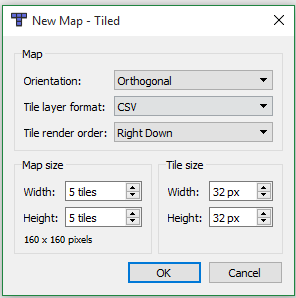 New Map - Tiled
Map
Orientation: Orthogonal
Tile layer format: CSV
Tile render order: Right Down
Map size
Width: 5 tiles
Height: 5 tiles
160 x 160 pixels
Tile size
Width: 32 px
Height: 32 px
OK Cancel